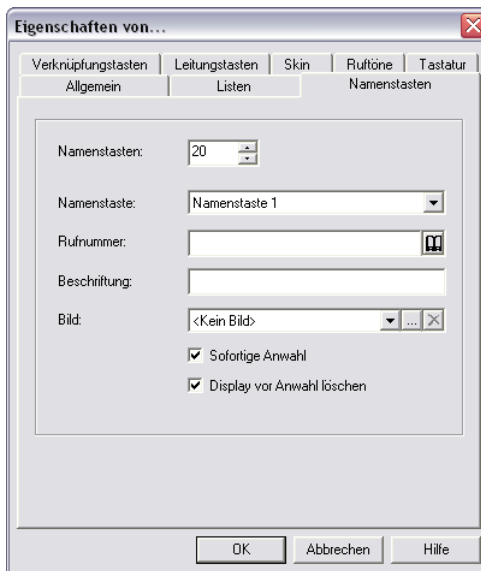 Eigenschaften von...
Verknüpfungstasten Leitungstasten Skin Ruftöne Tastatur
Allgemein Listen Namenstasten
Namenstasten: 20
Namenstaste: Namenstaste 1
Rufnummer:
Beschriftung:
Bild: <Kein Bild> ...
Sofortige Anwahl
Display vor Anwahl löschen
OK Abbrechen Hilfe